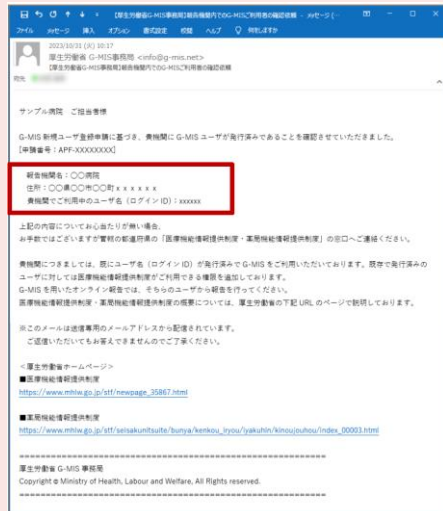 【厚生労働省G-MIS事務局】報告機関内でのG-MISご利用者の確認依頼 - メッセージ (-
ファイル メッセージ 挿入 オプション 書式設定 校閲 ヘルプ 何をしますか
2023/10/31 (火) 10:17
厚生労働省 G-MIS事務局 <info@g-mis.net>
【厚生労働省G-MIS事務局】報告機関内でのG-MISご利用者の確認依頼
宛先
サンプル病院 ご担当者様
G-MIS 新規ユーザ登録申請に基づき、貴機関に G-MIS ユーザが発行済みであることを確認させていただきました。
[申請番号:APF-XXXXXXXX]
報告機関名:〇〇病院
住所:〇〇県〇〇市〇〇町ｘｘｘｘｘｘ
貴機関でご利用中のユーザ名(ログイン ID):xxxxxx
上記の内容についてお心当たりが無い場合、
お手数ではございますが管轄の都道府県の「医療機能情報提供制度・薬局機能情報提供制度」の窓口へご連絡ください。
貴機関につきましては、既にユーザ名(ログイン ID)が発行済みで G-MIS をご利用いただいております。既存で発行済みの
ユーザに対しては医療機能情報提供制度がご利用できる権限を追加しております。
G-MIS を用いたオンライン報告では、そちらのユーザから報告を行ってください。
医療機能情報提供制度・薬局機能情報提供制度の概要については、厚生労働省の下記 URL のページで説明しております。
※このメールは送信専用のメールアドレスから配信されています。
ご返信いただいてもお答えできませんのでご了承ください。
<厚生労働省ホームページ>
■医療機能情報提供制度
https://www.mhlw.go.jp/stf/newpage_35867.html
■薬局機能情報提供制度
https://www.mhlw.go.jp/stf/seisakunitsuite/bunya/kenkou_iryou/iyakuhin/kinoujouhou/index_00003.html
============================================================
厚生労働省 G-MIS 事務局
Copyright © Ministry of Health, Labour and Welfare, All Rights reserved.
============================================================